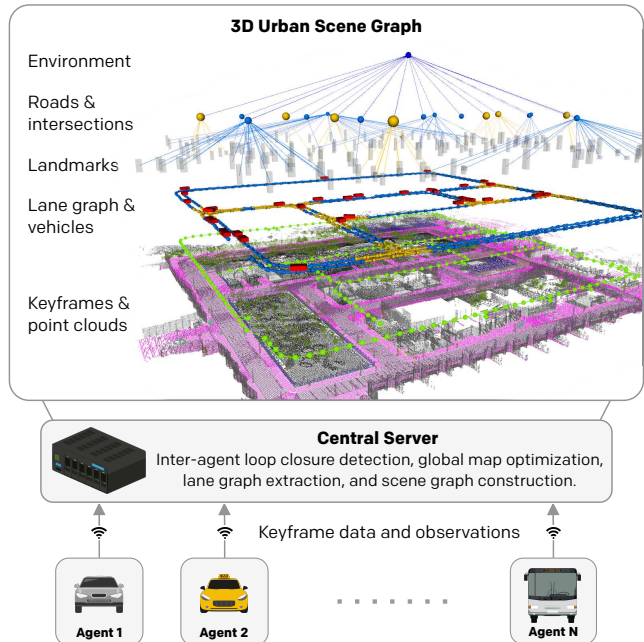 3D Urban Scene Graph
Environment
Roads &
intersections
Landmarks
Lane graph &
vehicles
Keyframes &
point clouds
Central Server
Inter-agent loop closure detection, global map optimization,
lane graph extraction, and scene graph construction.
Keyframe data and observations
Agent 1
Agent 2
Agent N